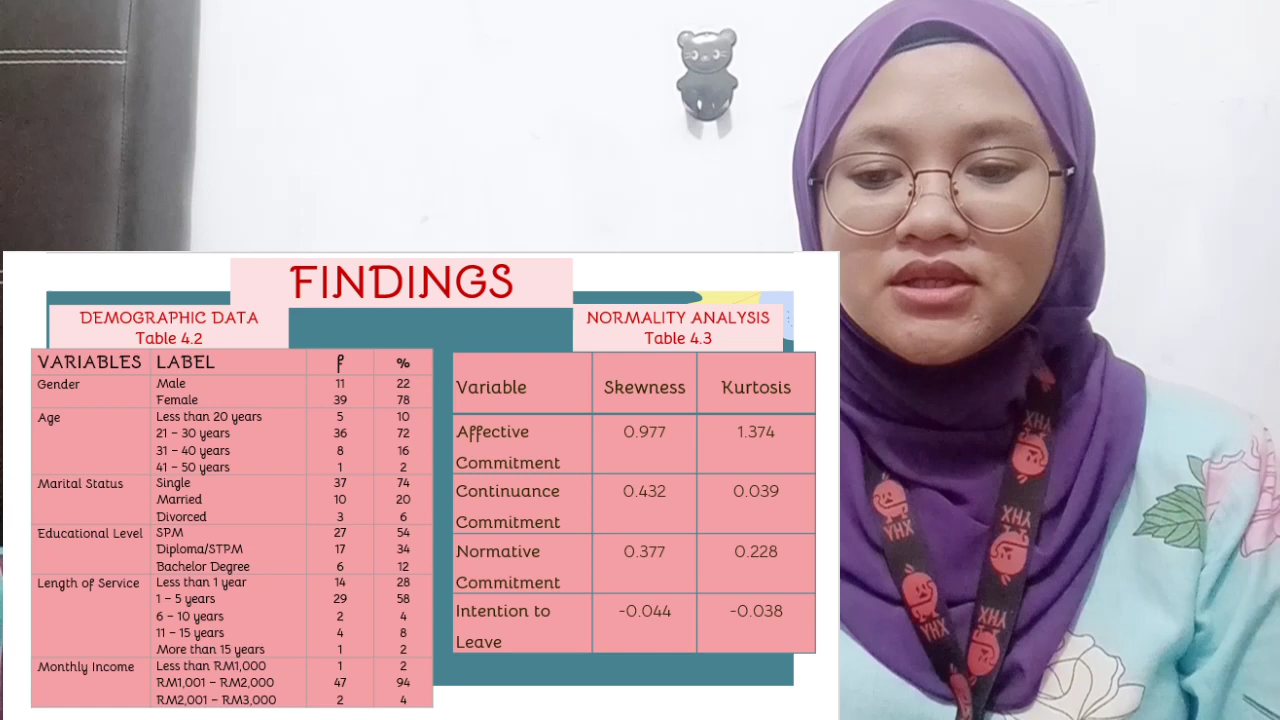 FINDINGS
DEMOGRAPHIC DATA
Table 4.2
VARIABLES LABEL f %
Gender Male 11 22
Female 39 78
Age Less than 20 years 5 10
21 – 30 years 36 72
31 – 40 years 8 16
41 – 50 years 1 2
Marital Status Single 37 74
Married 10 20
Divorced 3 6
Educational Level SPM 27 54
Diploma/STPM 17 34
Bachelor Degree 6 12
Length of Service Less than 1 year 14 28
1 – 5 years 29 58
6 – 10 years 2 4
11 – 15 years 4 8
More than 15 years 1 2
Monthly Income Less than RM1,000 1 2
RM1,001 – RM2,000 47 94
RM2,001 – RM3,000 2 4
NORMALITY ANALYSIS
Table 4.3
Variable Skewness Kurtosis
Affective 0.977 1.374
Commitment
Continuance 0.432 0.039
Commitment
Normative 0.377 0.228
Commitment
Intention to -0.044 -0.038
Leave
YHX
YHX
YHX
YHX
YHX
YHX